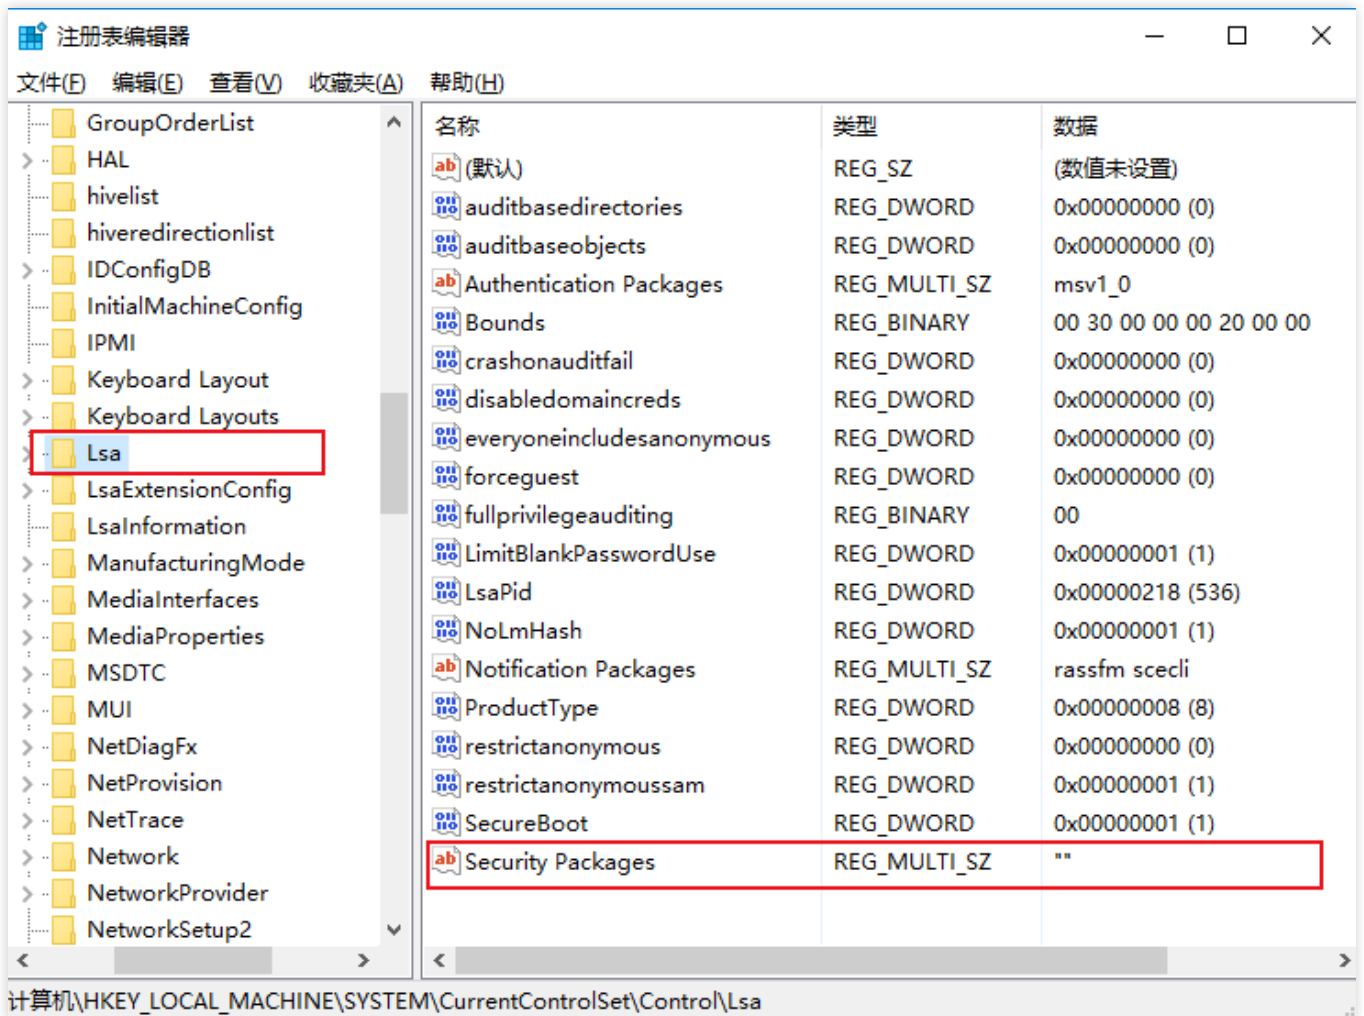 注册表编辑器
文件(F) 编辑(E) 查看(V) 收藏夹(A) 帮助(H)
GroupOrderList
HAL
hivelist
hiveredirectionlist
IDConfigDB
InitialMachineConfig
IPMI
Keyboard Layout
Keyboard Layouts
Lsa
LsaExtensionConfig
LsaInformation
ManufacturingMode
MediaInterfaces
MediaProperties
MSDTC
MUI
NetDiagFx
NetProvision
NetTrace
Network
NetworkProvider
NetworkSetup2
名称 类型 数据
(默认) REG_SZ (数值未设置)
auditbasedirectories REG_DWORD 0x00000000 (0)
auditbaseobjects REG_DWORD 0x00000000 (0)
Authentication Packages REG_MULTI_SZ msv1_0
Bounds REG_BINARY 00 30 00 00 00 20 00 00
crashonauditfail REG_DWORD 0x00000000 (0)
disabledomaincreds REG_DWORD 0x00000000 (0)
everyoneincludesanonymous REG_DWORD 0x00000000 (0)
forceguest REG_DWORD 0x00000000 (0)
fullprivilegeauditing REG_BINARY 00
LimitBlankPasswordUse REG_DWORD 0x00000001 (1)
LsaPid REG_DWORD 0x00000218 (536)
NoLmHash REG_DWORD 0x00000001 (1)
Notification Packages REG_MULTI_SZ rassfm scecli
ProductType REG_DWORD 0x00000008 (8)
restrictanonymous REG_DWORD 0x00000000 (0)
restrictanonymoussam REG_DWORD 0x00000001 (1)
SecureBoot REG_DWORD 0x00000001 (1)
Security Packages REG_MULTI_SZ ""
计算机\HKEY_LOCAL_MACHINE\SYSTEM\CurrentControlSet\Control\Lsa